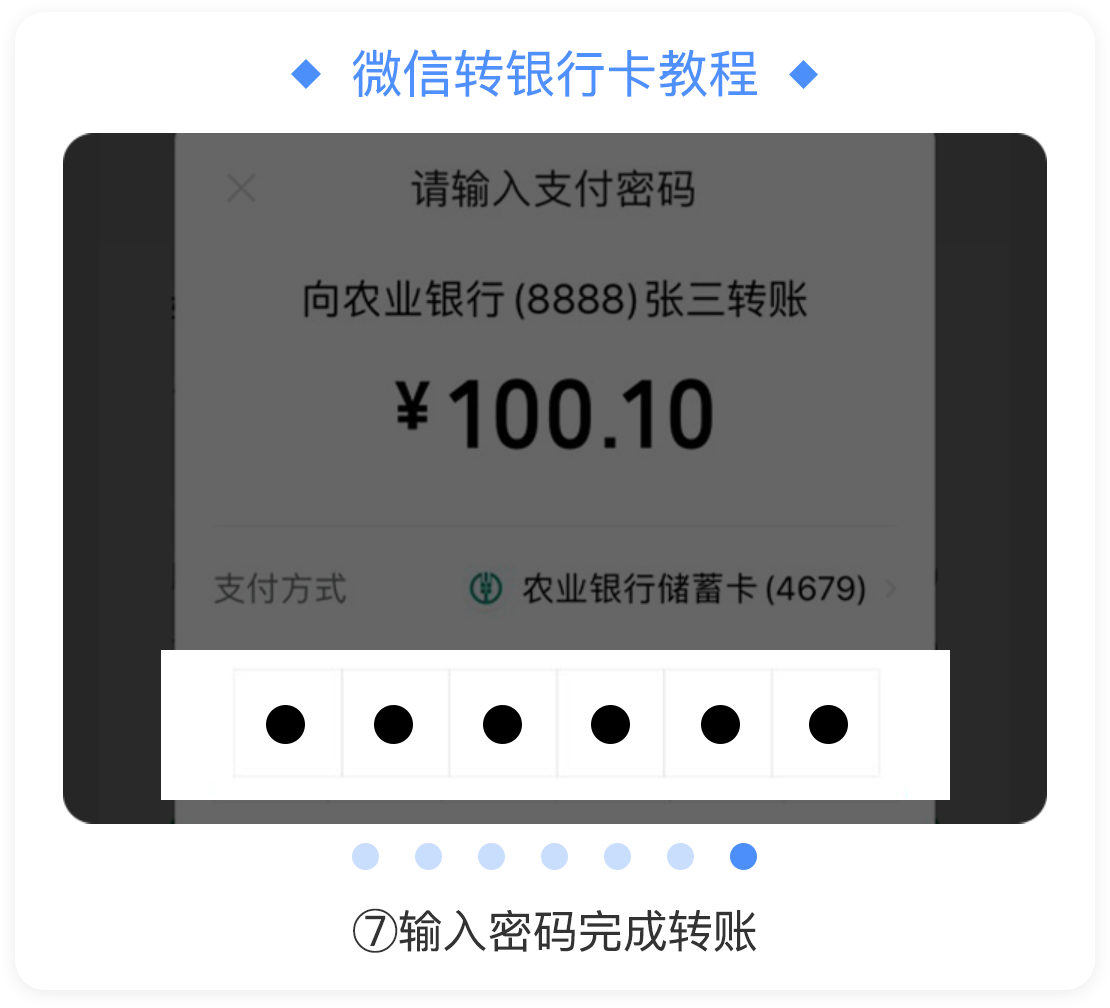 微信转银行卡教程
请输入支付密码
向农业银行(8888)张三转账
¥100.10
支付方式 农业银行储蓄卡(4679)
⑦输入密码完成转账